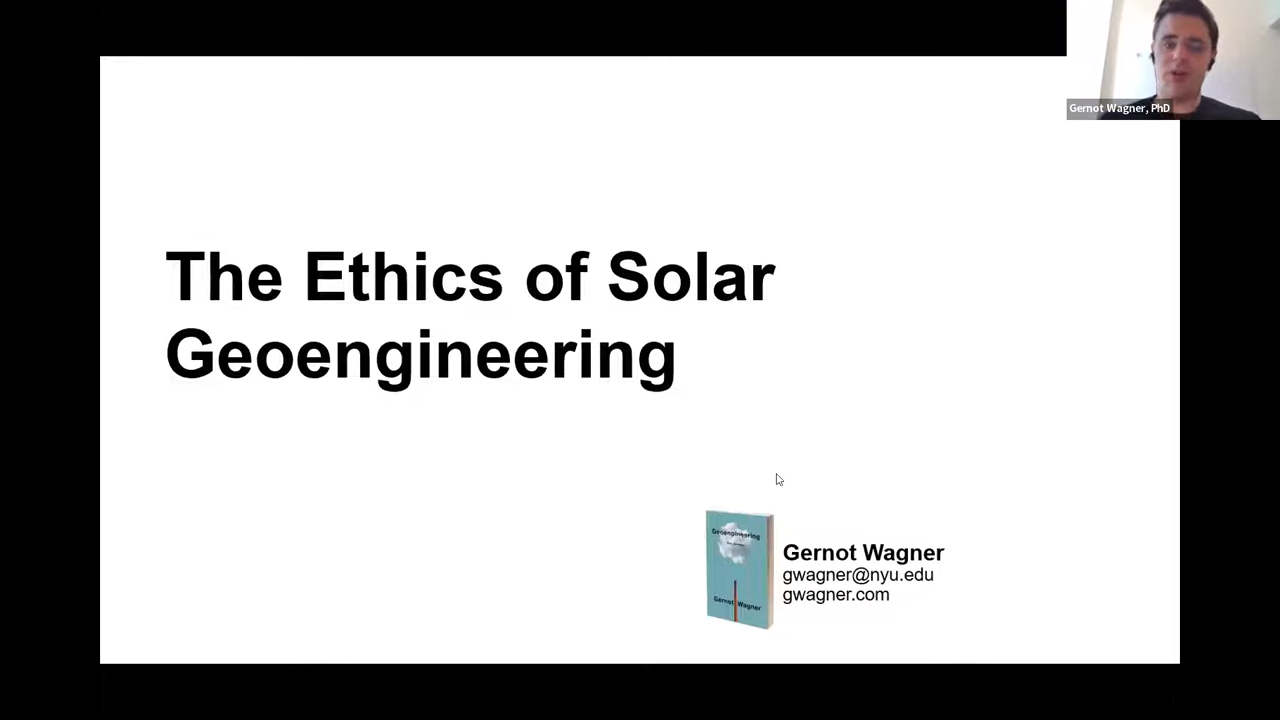 Gernot Wagner, PhD
The Ethics of Solar
Geoengineering
Geoengineering
Gernot Wagner
Gernot Wagner
gwagner@nyu.edu
gwagner.com